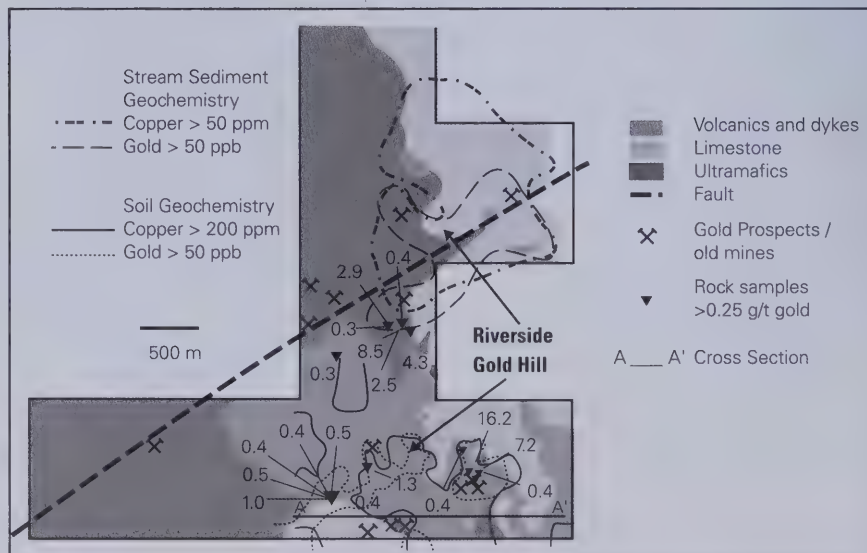 Stream Sediment
Geochemistry
Copper > 50 ppm
Gold > 50 ppb
Soil Geochemistry
Copper > 200 ppm
Gold > 50 ppb
500 m
Volcanics and dykes
Limestone
Ultramafics
Fault
Gold Prospects /
old mines
Rock samples
>0.25 g/t gold
A ___ A' Cross Section
0.4
2.9
0.3
8.5
2.5
4.3
0.3
Riverside
Gold Hill
16.2
7.2
0.4
0.4
0.5
0.5
1.0
0.4
1.3
0.4
0.4
A
A'